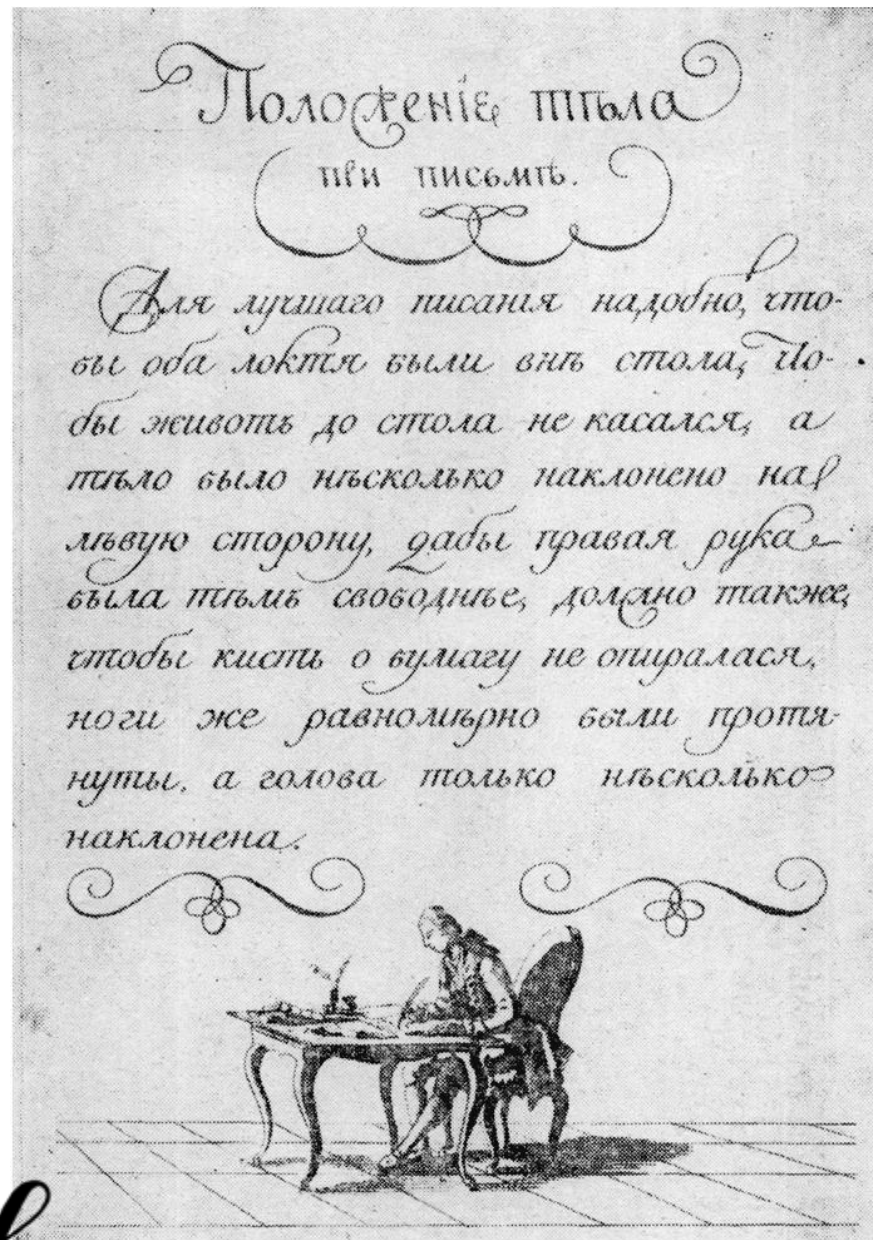 Положеніе тѣла
при письмѣ.
Для лучшаго писанія надобно, что-
бы оба локтя были внѣ стола, Чо-
бы животъ до стола не касался, а
тѣло было нѣсколько наклонено на
лѣвую сторону, дабы правая рука
была тѣмъ свободнѣе, должно также,
чтобы кисть о бумагу не опиралася,
ноги же равномѣрно были протя-
нуты, а голова только нѣсколько
наклонена.